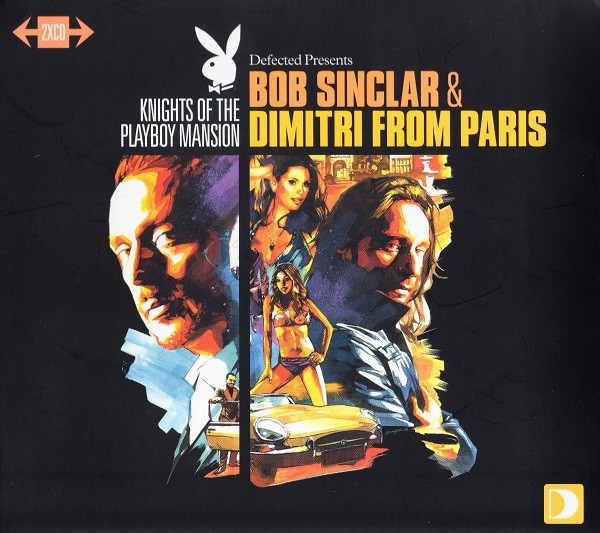 2XCD
Defected Presents
KNIGHTS OF THE
PLAYBOY MANSION
BOB SINCLAR &
DIMITRI FROM PARIS
D